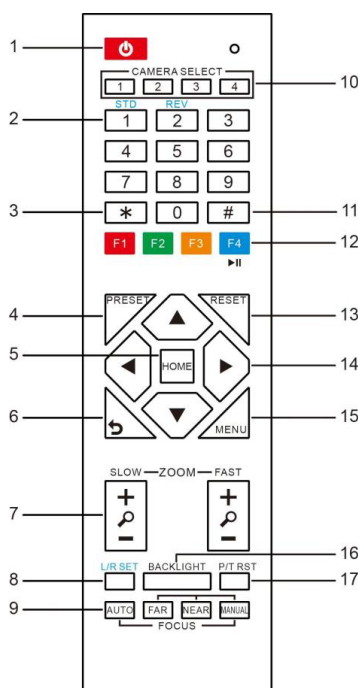 1
CAMERA SELECT
10
1 2 3 4
STD REV
2 1 2 3
4 5 6
7 8 9
3 * 0 # 11
F1 F2 F3 F4 12
4 PRESET RESET 13
5 HOME 14
6 MENU 15
SLOW ZOOM FAST
7 + +
- -
16
8 L/R SET BACKLIGHT P/T RST 17
9 AUTO FAR NEAR MANUAL
FOCUS